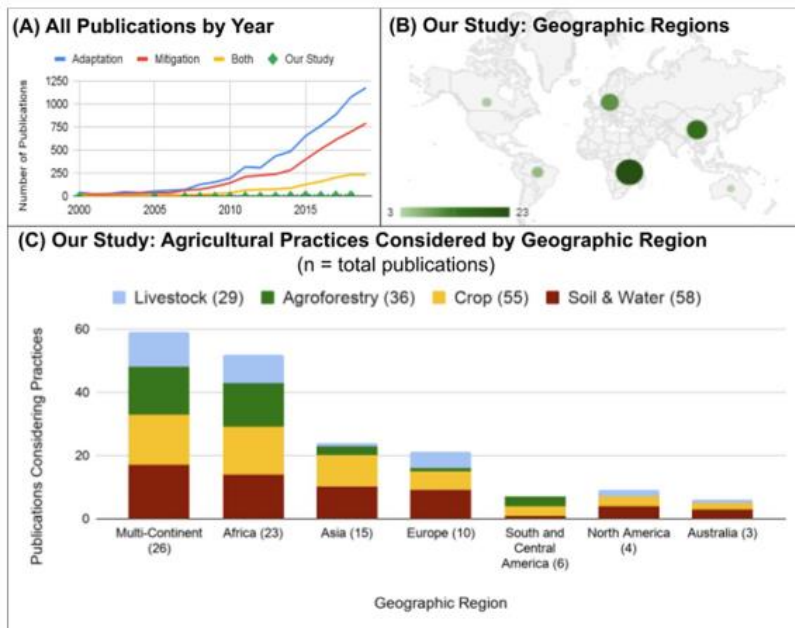 (A) All Publications by Year
Adaptation Mitigation Both Our Study
Number of Publications
1250
1000
750
500
250
0
2000 2005 2010 2015
(B) Our Study: Geographic Regions
3 23
(C) Our Study: Agricultural Practices Considered by Geographic Region
(n = total publications)
Livestock (29) Agroforestry (36) Crop (55) Soil & Water (58)
Publications Considering Practices
60
40
20
0
Multi-Continent
(26)
Africa (23)
Asia (15)
Europe (10)
South and
Central
America (6)
North America
(4)
Australia (3)
Geographic Region